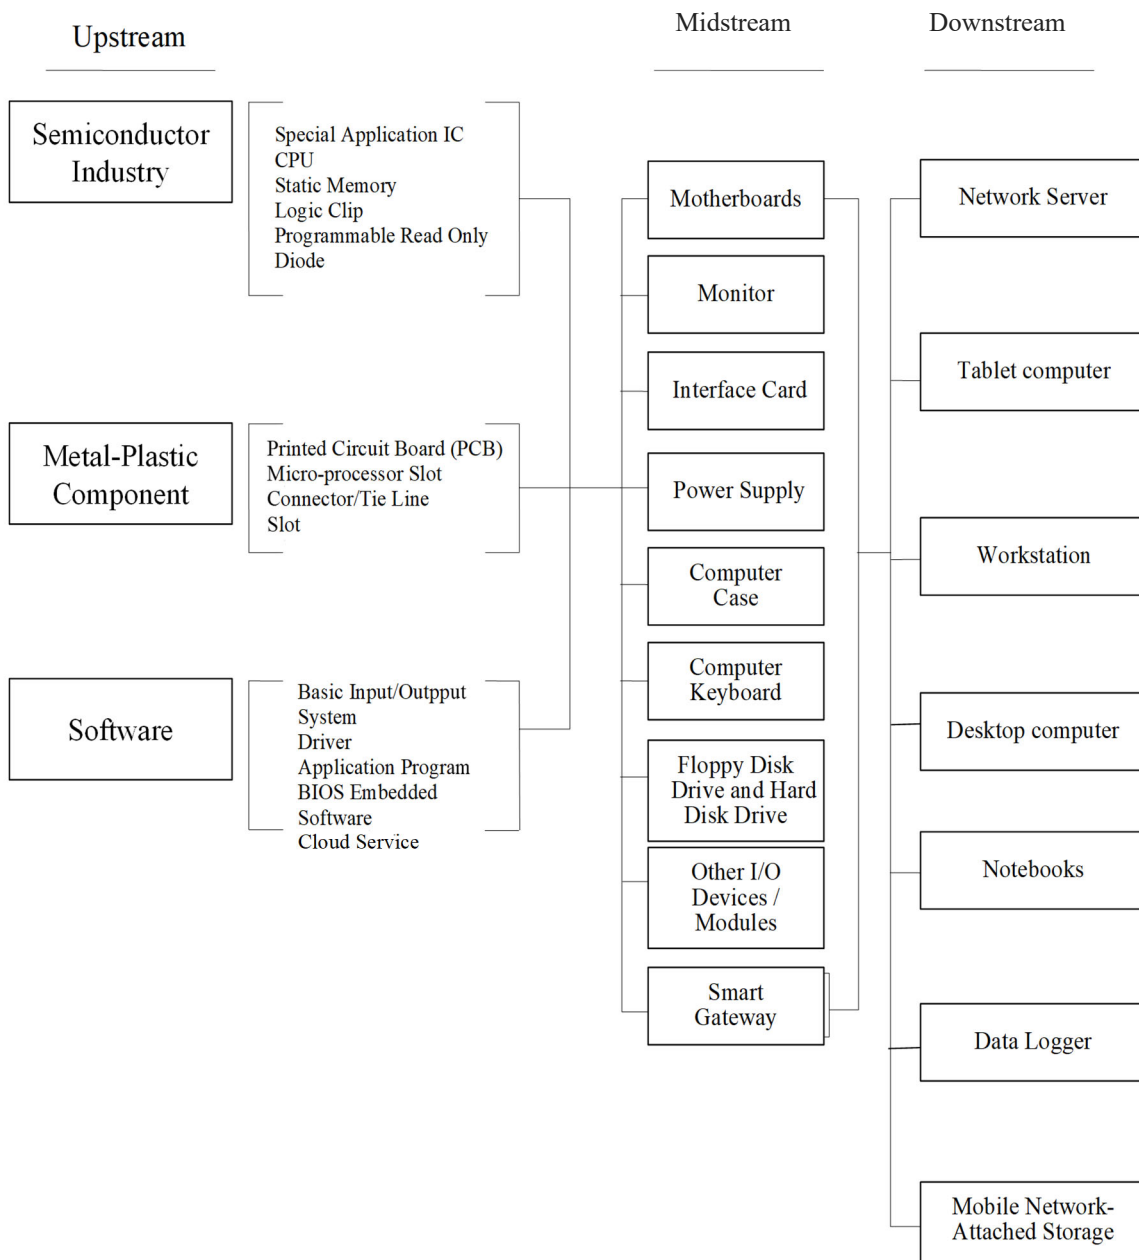 Upstream
Midstream
Downstream
Semiconductor
Industry
Special Application IC
CPU
Static Memory
Logic Clip
Programmable Read Only
Diode
Metal-Plastic
Component
Printed Circuit Board (PCB)
Micro-processor Slot
Connector/Tie Line
Slot
Software
Basic Input/Outpput
System
Driver
Application Program
BIOS Embedded
Software
Cloud Service
Motherboards
Monitor
Interface Card
Power Supply
Computer
Case
Computer
Keyboard
Floppy Disk
Drive and Hard
Disk Drive
Other I/O
Devices /
Modules
Smart
Gateway
Network Server
Tablet computer
Workstation
Desktop computer
Notebooks
Data Logger
Mobile Network-
Attached Storage